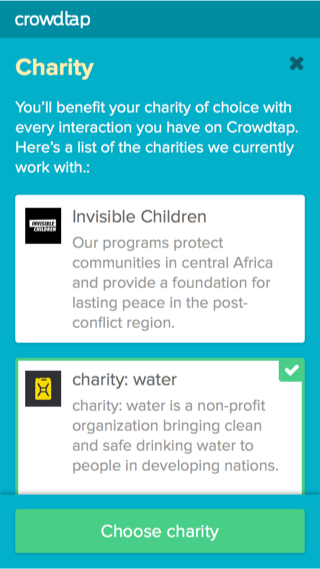 crowdtap
Charity
You'll benefit your charity of choice with
every interaction you have on Crowdtap.
Here's a list of the charities we currently
work with.:
INVISIBLE
CHILDREN
Invisible Children
Our programs protect
communities in central Africa
and provide a foundation for
lasting peace in the post-
conflict region.
charity: water
charity: water is a non-profit
organization bringing clean
and safe drinking water to
people in developing nations.
Choose charity